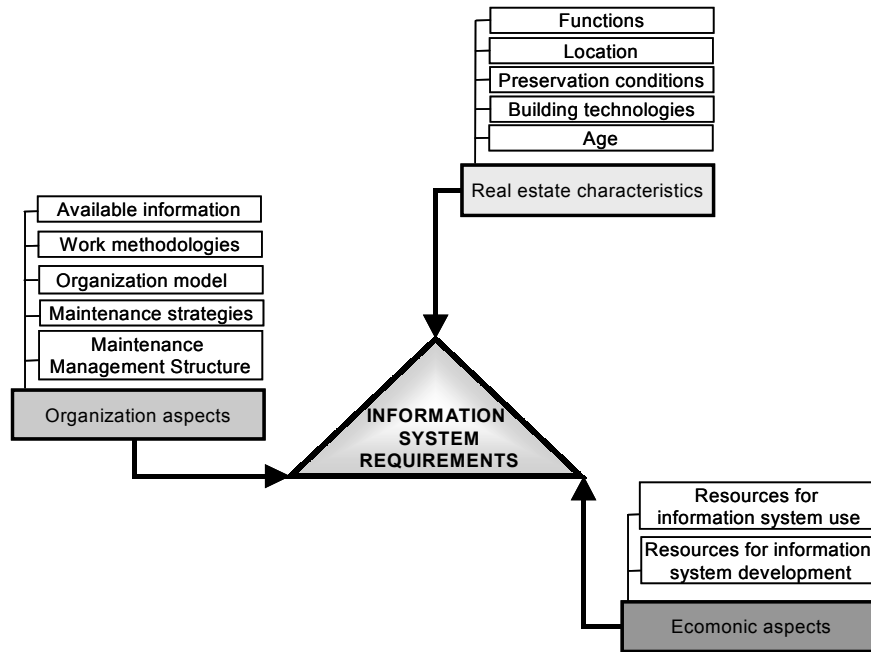 Functions
Location
Preservation conditions
Building technologies
Age
Real estate characteristics
Available information
Work methodologies
Organization model
Maintenance strategies
Maintenance
Management Structure
Organization aspects
INFORMATION
SYSTEM
REQUIREMENTS
Resources for
information system use
Resources for information
system development
Ecomonic aspects